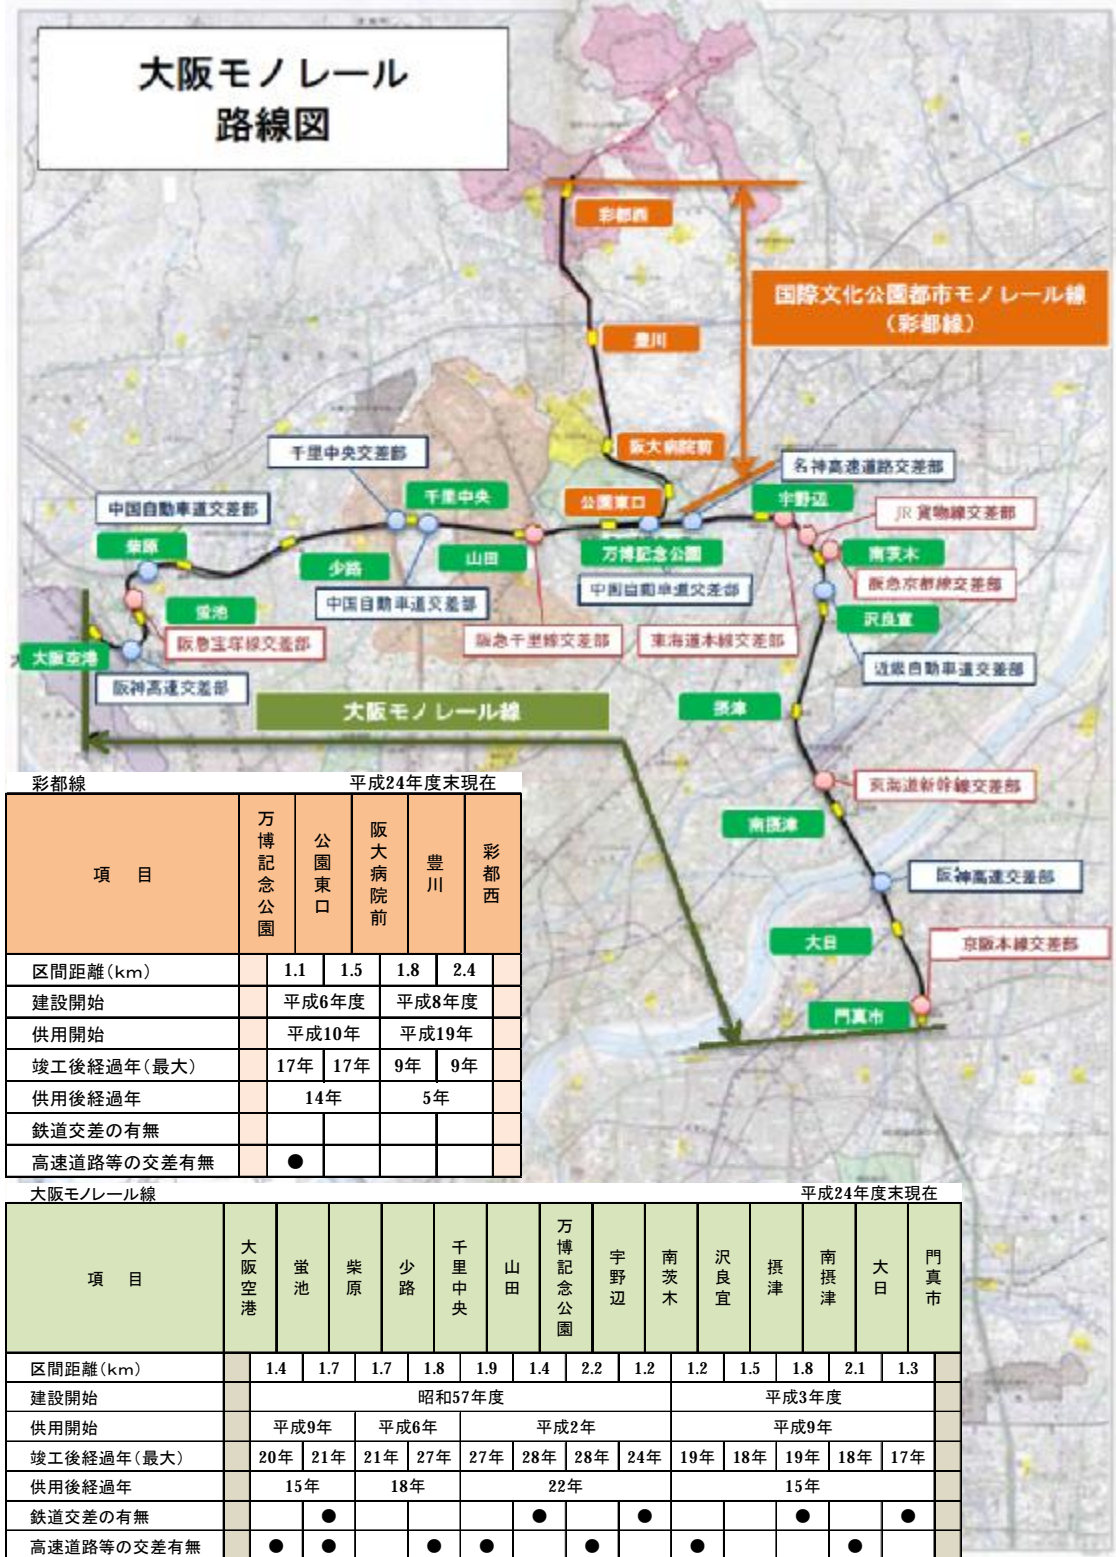 大阪モノレール
路線図
彩都西
国際文化公園都市モノレール線
（彩都線）
豊川
阪大病院前
千里中央交差部
名神高速道路交差部
千里中央
宇野辺
公園東口
中国自動車道交差部
JR貨物線交差部
柴原
山田
万博記念公園
南茨木
少路
中国自動車道交差部
中国自動車道交差部
阪急京都線交差部
蛍池
沢良宜
阪急宝塚線交差部
阪急千里線交差部
東海道本線交差部
大阪空港
近畿自動車道交差部
阪神高速交差部
大阪モノレール線
摂津
東海道新幹線交差部
南摂津
阪神高速交差部
大日
京阪本線交差部
門真市
彩都線 平成24年度末現在
項 目 万博記念公園 公園東口 阪大病院前 豊川 彩都西
区間距離(km) 1.1 1.5 1.8 2.4
建設開始 平成6年度 平成8年度
供用開始 平成10年 平成19年
竣工後経過年(最大) 17年 17年 9年 9年
供用後経過年 14年 5年
鉄道交差の有無
高速道路等の交差有無 ●
大阪モノレール線 平成24年度末現在
項 目 大阪空港 蛍池 柴原 少路 千里中央 山田 万博記念公園 宇野辺 南茨木 沢良宜 摂津 南摂津 大日 門真市
区間距離(km) 1.4 1.7 1.7 1.8 1.9 1.4 2.2 1.2 1.2 1.5 1.8 2.1 1.3
建設開始 昭和57年度 平成3年度
供用開始 平成9年 平成6年 平成2年 平成9年
竣工後経過年(最大) 20年 21年 21年 27年 27年 28年 28年 24年 19年 18年 19年 18年 17年
供用後経過年 15年 18年 22年 15年
鉄道交差の有無 ● ● ● ● ●
高速道路等の交差有無 ● ● ● ● ● ● ●